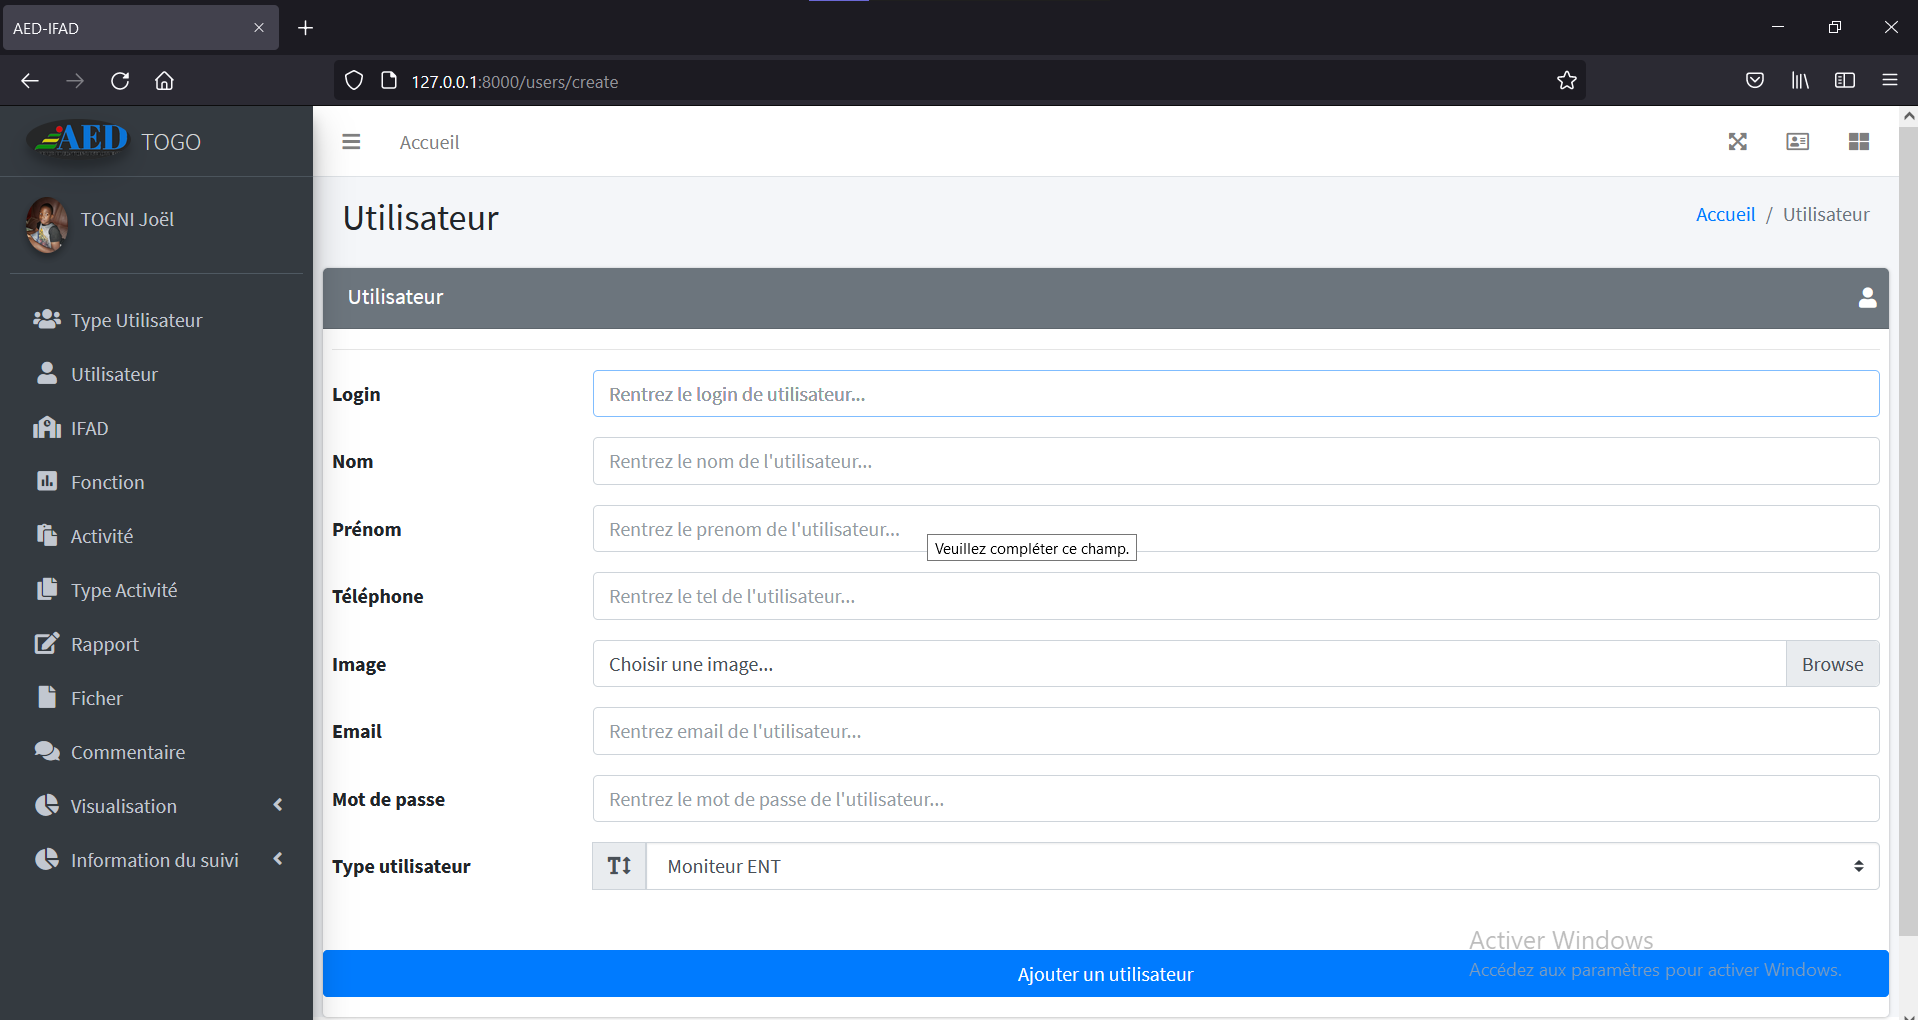 AED-IFAD
127.0.0.1:8000/users/create
AED TOGO
Accueil
TOGNI Joël
Utilisateur
Accueil / Utilisateur
Type Utilisateur
Utilisateur
IFAD
Fonction
Activité
Type Activité
Rapport
Ficher
Commentaire
Visualisation
Information du suivi
Utilisateur
Login Rentrez le login de utilisateur...
Nom Rentrez le nom de l'utilisateur...
Prénom Rentrez le prenom de l'utilisateur...
Veuillez compléter ce champ.
Téléphone Rentrez le tel de l'utilisateur...
Image Choisir une image... Browse
Email Rentrez email de l'utilisateur...
Mot de passe Rentrez le mot de passe de l'utilisateur...
Type utilisateur Moniteur ENT
Ajouter un utilisateur
Activer Windows
Accédez aux paramètres pour activer Windows.